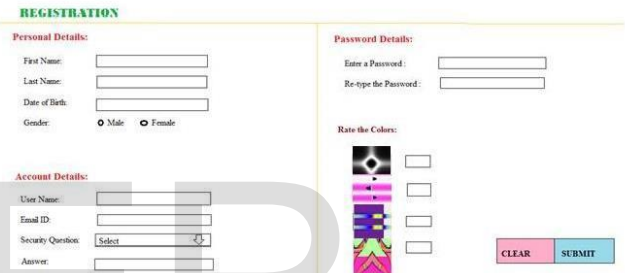 REGISTRATION
Personal Details:
First Name:
Last Name:
Date of Birth:
Gender:
Male
Female
Account Details:
User Name:
Email ID:
Security Question:
Select
Answer:
Password Details:
Enter a Password :
Re-type the Password :
Rate the Colors:
CLEAR
SUBMIT